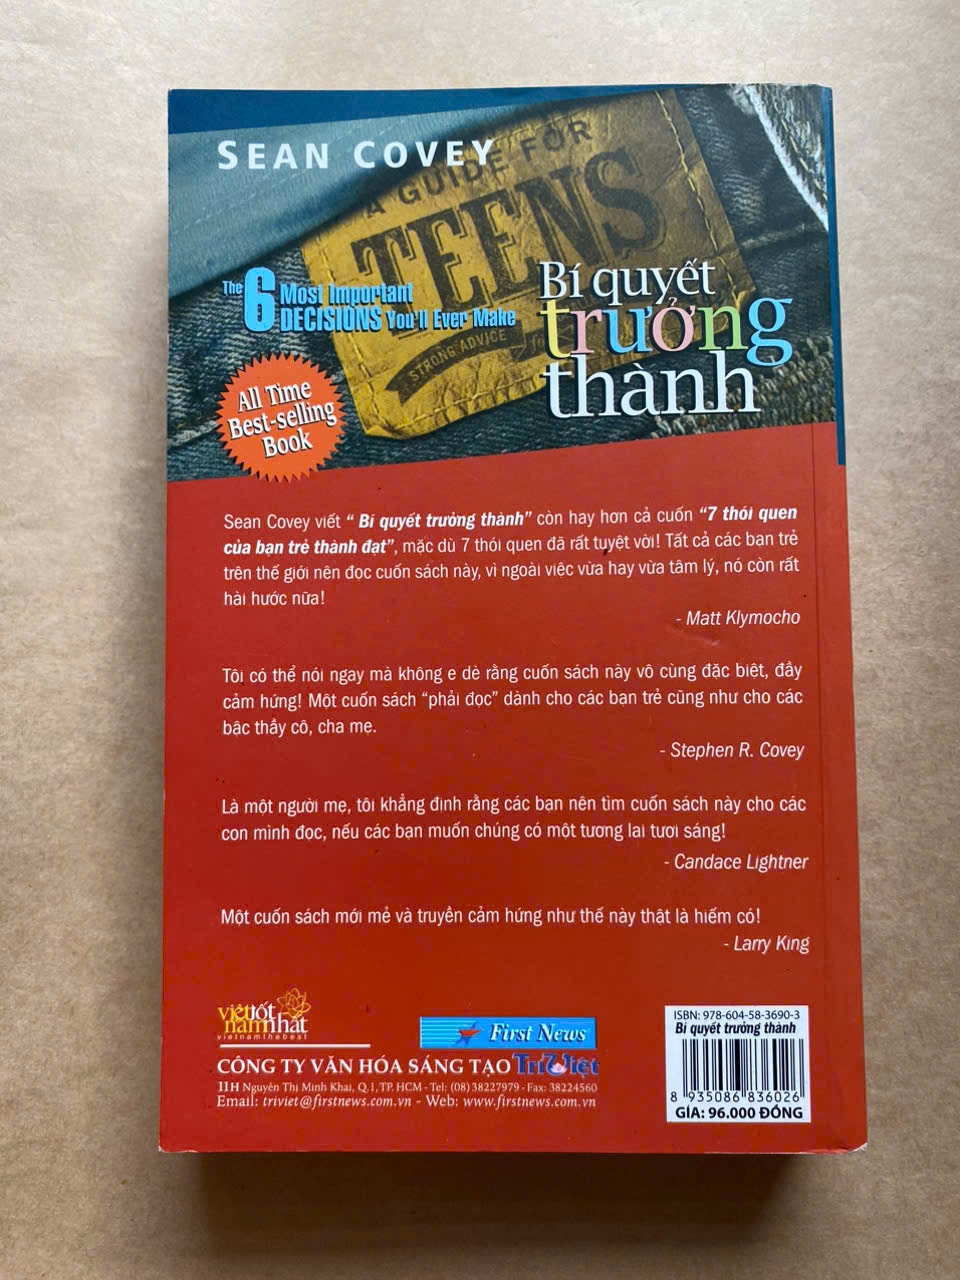 SEAN COVEY
A GUIDE FOR
TEENS
STRONG ADVICE
The 6 Most Important
DECISIONS You'll Ever Make
Bí quyết
trưởng
thành
All Time
Best-selling
Book
Sean Covey viết “ Bí quyết trưởng thành” còn hay hơn cả cuốn “7 thói quen
của bạn trẻ thành đạt”, mặc dù 7 thói quen đã rất tuyệt vời! Tất cả các bạn trẻ
trên thế giới nên đọc cuốn sách này, vì ngoài việc vừa hay vừa tâm lý, nó còn rất
hài hước nữa!
- Matt Klymocho
Tôi có thể nói ngay mà không e dè rằng cuốn sách này vô cùng đặc biệt, đầy
cảm hứng! Một cuốn sách “phải đọc” dành cho các bạn trẻ cũng như cho các
bậc thầy cô, cha mẹ.
- Stephen R. Covey
Là một người mẹ, tôi khẳng định rằng các bạn nên tìm cuốn sách này cho các
con mình đọc, nếu các bạn muốn chúng có một tương lai tươi sáng!
- Candace Lightner
Một cuốn sách mới mẻ và truyền cảm hứng như thế này thật là hiếm có!
- Larry King
việt tốt
nam nhất
vietnamthebest
First News
CÔNG TY VĂN HÓA SÁNG TẠO Trí Việt
11H Nguyễn Thị Minh Khai, Q.1, TP. HCM - Tel: (08) 38227979 - Fax: 38224560
Email: triviet@firstnews.com.vn - Web: www.firstnews.com.vn
ISBN: 978-604-58-3690-3
Bí quyết trưởng thành
8 935086 836026
GIÁ: 96.000 ĐỒNG